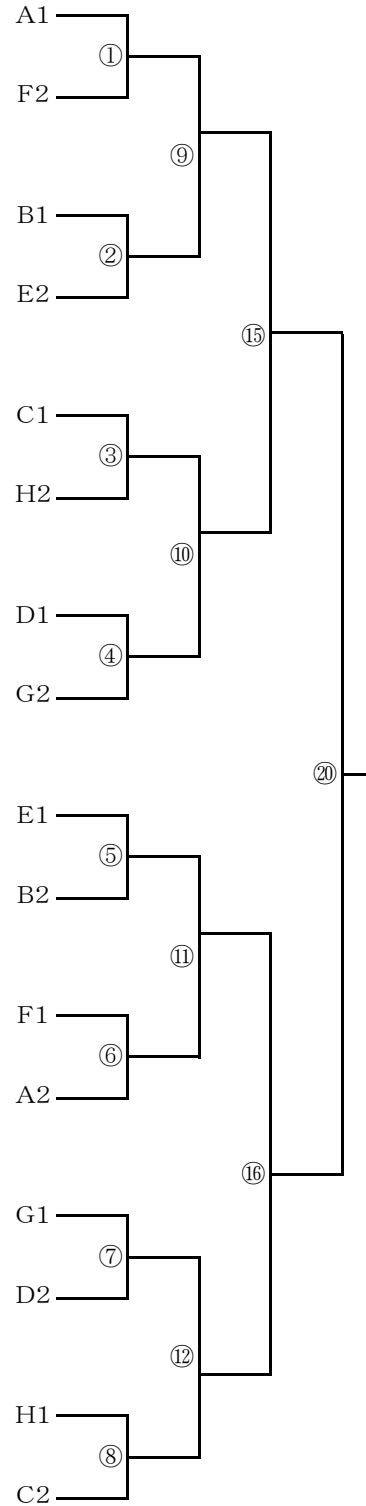 A1
①
F2
⑨
B1
②
E2
⑮
C1
③
H2
⑩
D1
④
G2
⑳
E1
⑤
B2
⑪
F1
⑥
A2
⑯
G1
⑦
D2
⑫
H1
⑧
C2